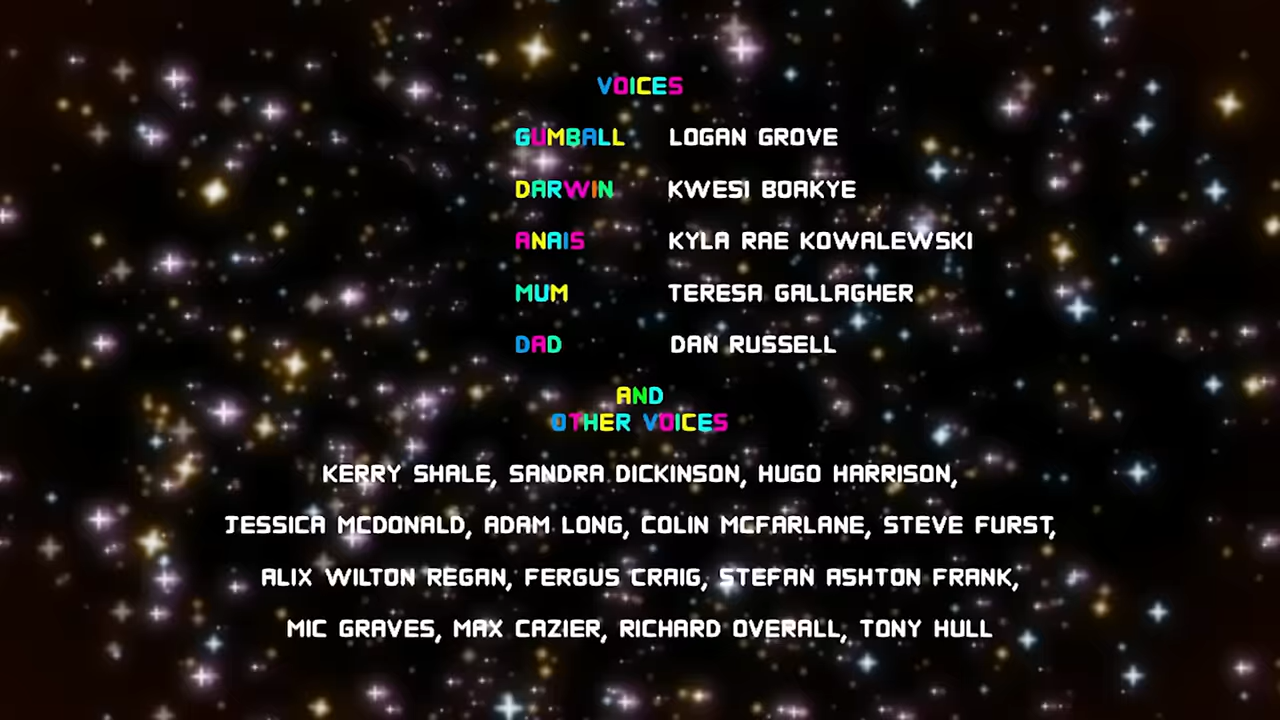 VOICES
GUMBALL LOGAN GROVE
DARWIN KWESI BOAKYE
ANAIS KYLA RAE KOWALEWSKI
MUM TERESA GALLAGHER
DAD DAN RUSSELL
AND
OTHER VOICES
KERRY SHALE, SANDRA DICKINSON, HUGO HARRISON,
JESSICA MCDONALD, ADAM LONG, COLIN MCFARLANE, STEVE FURST,
ALIX WILTON REGAN, FERGUS CRAIG, STEFAN ASHTON FRANK,
MIC GRAVES, MAX CAZIER, RICHARD OVERALL, TONY HULL